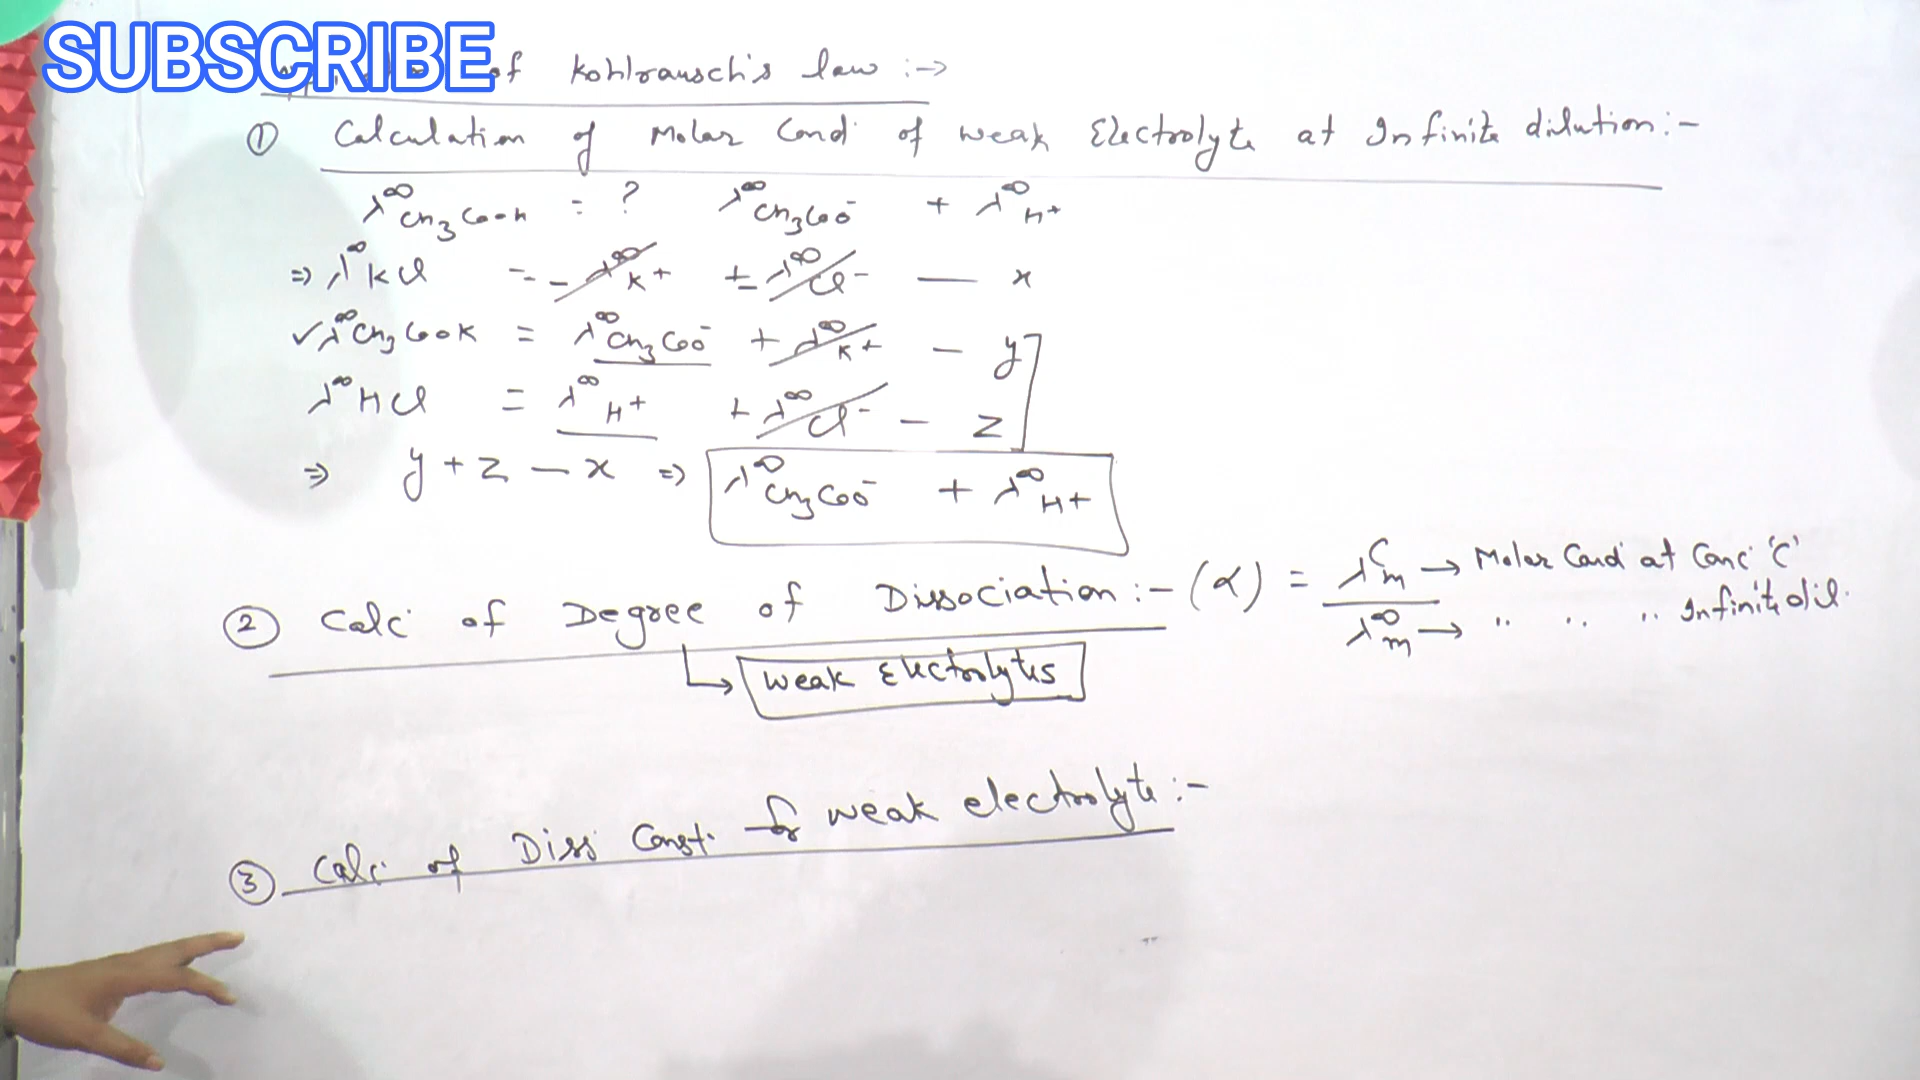 SUBSCRIBE of Kohlrausch's law :→
① Calculation of Molar Cond. of weak Electrolyte at Infinite dilution:-
λ^∞ CH₃COOH = ? λ^∞ CH₃COO⁻ + λ^∞ H⁺
⇒ λ^∞ KCl = - λ^∞ K⁺ ± λ^∞ Cl⁻ — x
✓ λ^∞ CH₃COOK = λ^∞ CH₃COO⁻ + λ^∞ K⁺ — y
λ^∞ HCl = λ^∞ H⁺ + λ^∞ Cl⁻ — z
⇒ y + z — x ⇒ λ^∞ CH₃COO⁻ + λ^∞ H⁺
② Calc. of Degree of Dissociation :- (α) = λ^C m → Molar Cond. at Conc. 'C'
λ^∞ m → " " " Infinite dil.
↳ weak Electrolytes
③ Calc. of Diss. Const. for weak electrolyte :-